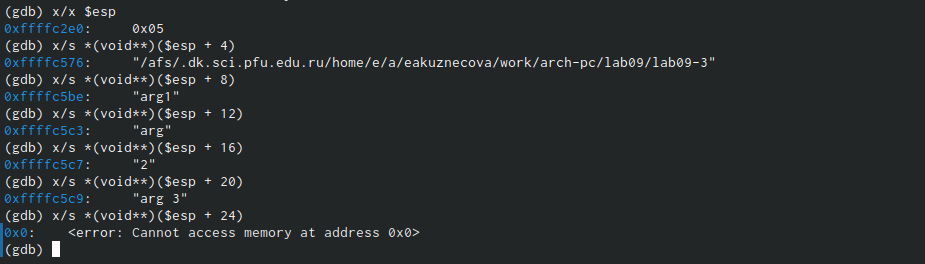 (gdb) x/x $esp
0xffffc2e0:     0x05
(gdb) x/s *(void**)($esp + 4)
0xffffc576:     "/afs/.dk.sci.pfu.edu.ru/home/e/a/eakuznecova/work/arch-pc/lab09/lab09-3"
(gdb) x/s *(void**)($esp + 8)
0xffffc5be:     "arg1"
(gdb) x/s *(void**)($esp + 12)
0xffffc5c3:     "arg"
(gdb) x/s *(void**)($esp + 16)
0xffffc5c7:     "2"
(gdb) x/s *(void**)($esp + 20)
0xffffc5c9:     "arg 3"
(gdb) x/s *(void**)($esp + 24)
0x0:    <error: Cannot access memory at address 0x0>
(gdb)